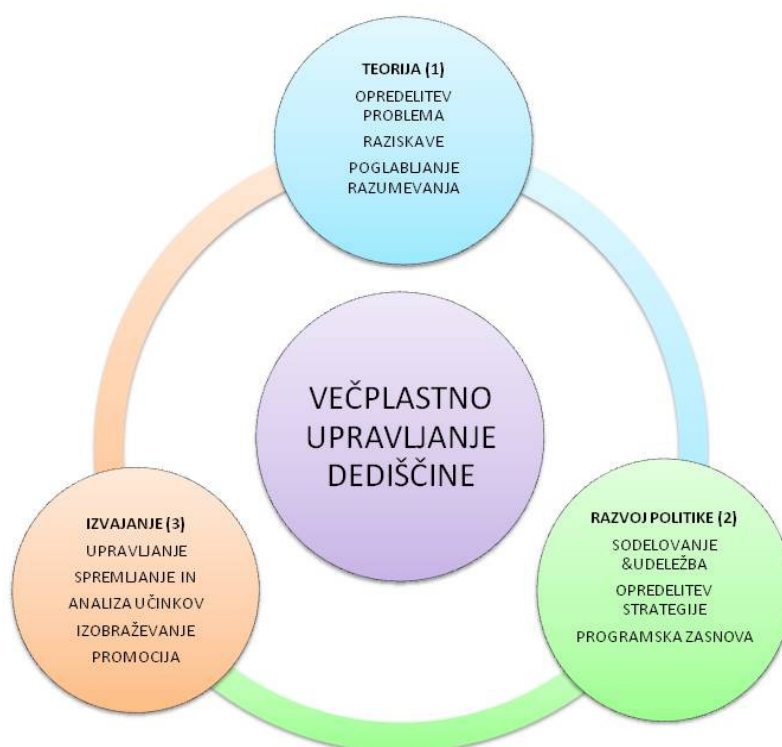 TEORIJA (1)
OPREDELITEV
PROBLEMA
RAZISKAVE
POGLABLJANJE
RAZUMEVANJA
VEČPLASTNO
UPRAVLJANJE
DEDIŠČINE
IZVAJANJE (3)
UPRAVLJANJE
SPREMLJANJE IN
ANALIZA UČINKOV
IZOBRAŽEVANJE
PROMOCIJA
RAZVOJ POLITIKE (2)
SODELOVANJE
&UDELEŽBA
OPREDELITEV
STRATEGIJE
PROGRAMSKA ZASNOVA